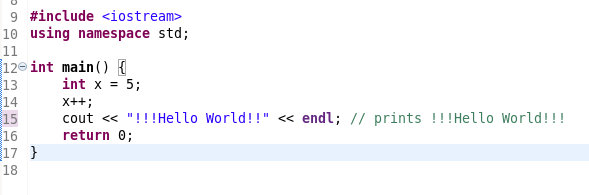 9 #include <iostream>
10 using namespace std;
11
12 int main() {
13     int x = 5;
14     x++;
15     cout << "!!!Hello World!!" << endl; // prints !!!Hello World!!!
16     return 0;
17 }
18